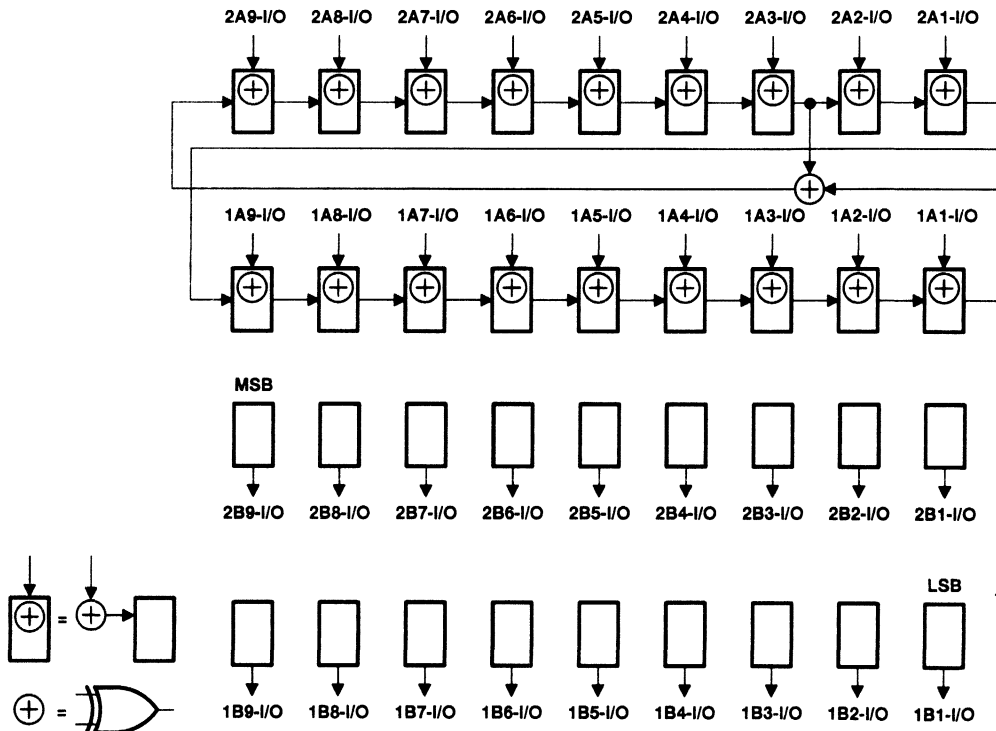 2A9-I/O 2A8-I/O 2A7-I/O 2A6-I/O 2A5-I/O 2A4-I/O 2A3-I/O 2A2-I/O 2A1-I/O
1A9-I/O 1A8-I/O 1A7-I/O 1A6-I/O 1A5-I/O 1A4-I/O 1A3-I/O 1A2-I/O 1A1-I/O
MSB
2B9-I/O 2B8-I/O 2B7-I/O 2B6-I/O 2B5-I/O 2B4-I/O 2B3-I/O 2B2-I/O 2B1-I/O
LSB
=
=
1B9-I/O 1B8-I/O 1B7-I/O 1B6-I/O 1B5-I/O 1B4-I/O 1B3-I/O 1B2-I/O 1B1-I/O